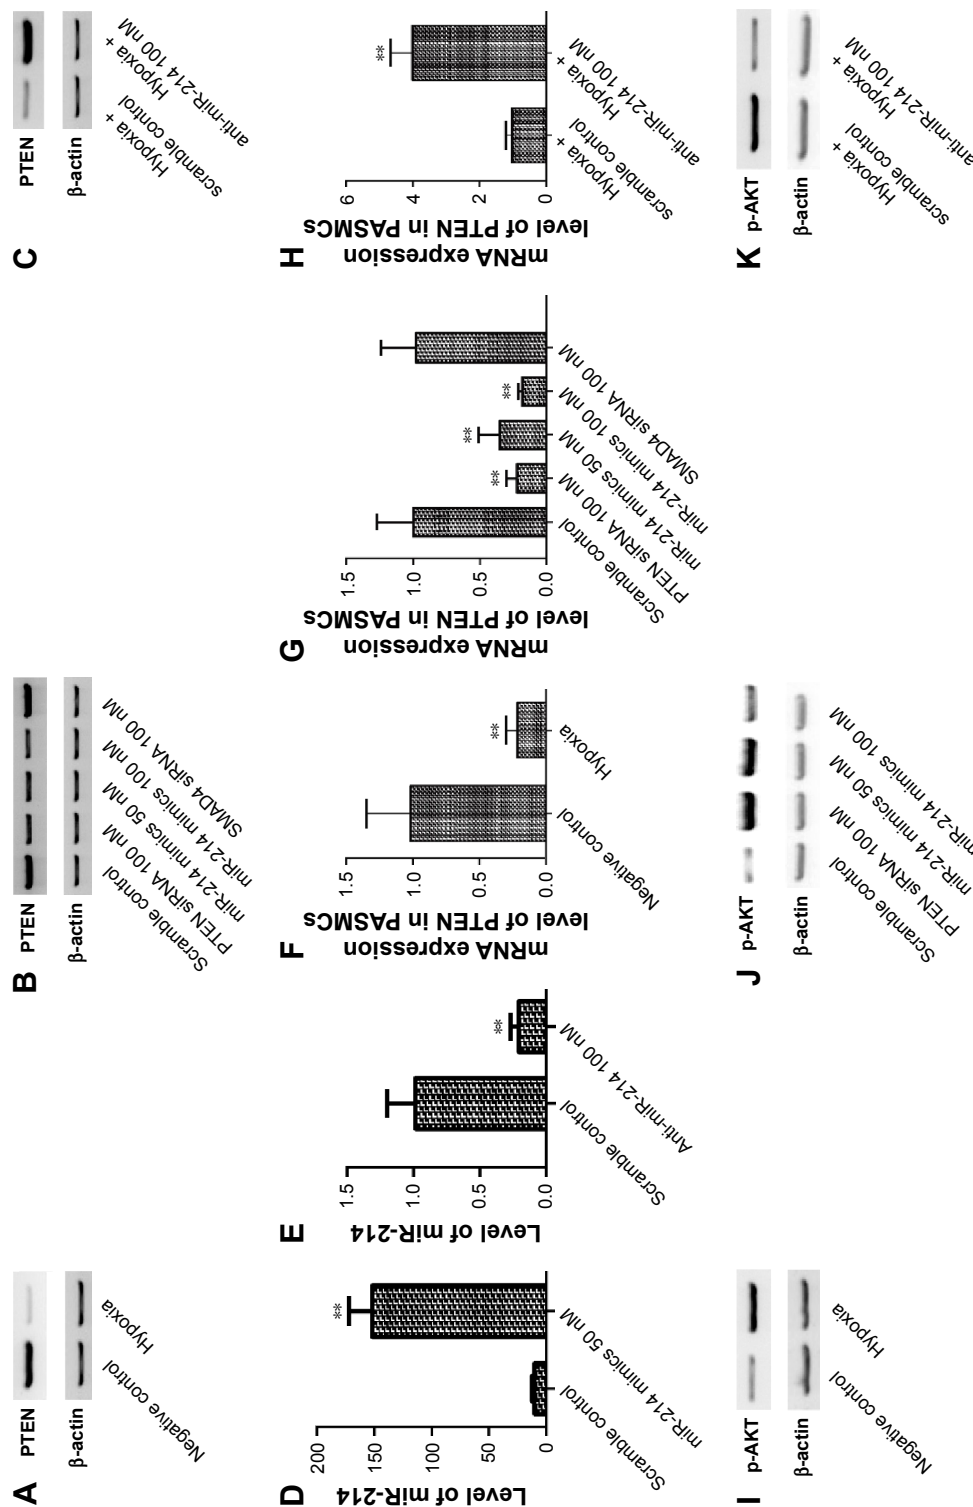 A
PTEN
β-actin
Negative control
Hypoxia
B
PTEN
β-actin
Scramble control
PTEN siRNA 100 nM
miR-214 mimics 50 nM
miR-214 mimics 100 nM
SMAD4 siRNA 100 nM
C
PTEN
β-actin
Hypoxia +
scramble control
Hypoxia +
anti-miR-214 100 nM
D
Level of miR-214
200
150
100
50
0
**
Scramble control
miR-214 mimics 50 nM
E
Level of miR-214
1.5
1.0
0.5
0.0
**
Scramble control
Anti-miR-214 100 nM
F
mRNA expression
level of PTEN in PASMCs
1.5
1.0
0.5
0.0
**
Negative control
Hypoxia
G
mRNA expression
level of PTEN in PASMCs
1.5
1.0
0.5
0.0
**
**
**
Scramble control
PTEN siRNA 100 nM
miR-214 mimics 50 nM
miR-214 mimics 100 nM
SMAD4 siRNA 100 nM
H
mRNA expression
level of PTEN in PASMCs
6
4
2
0
**
Hypoxia +
scramble control
Hypoxia +
anti-miR-214 100 nM
I
p-AKT
β-actin
Negative control
Hypoxia
J
p-AKT
β-actin
Scramble control
PTEN siRNA 100 nM
miR-214 mimics 50 nM
miR-214 mimics 100 nM
K
p-AKT
β-actin
Hypoxia +
scramble control
Hypoxia +
anti-miR-214 100 nM